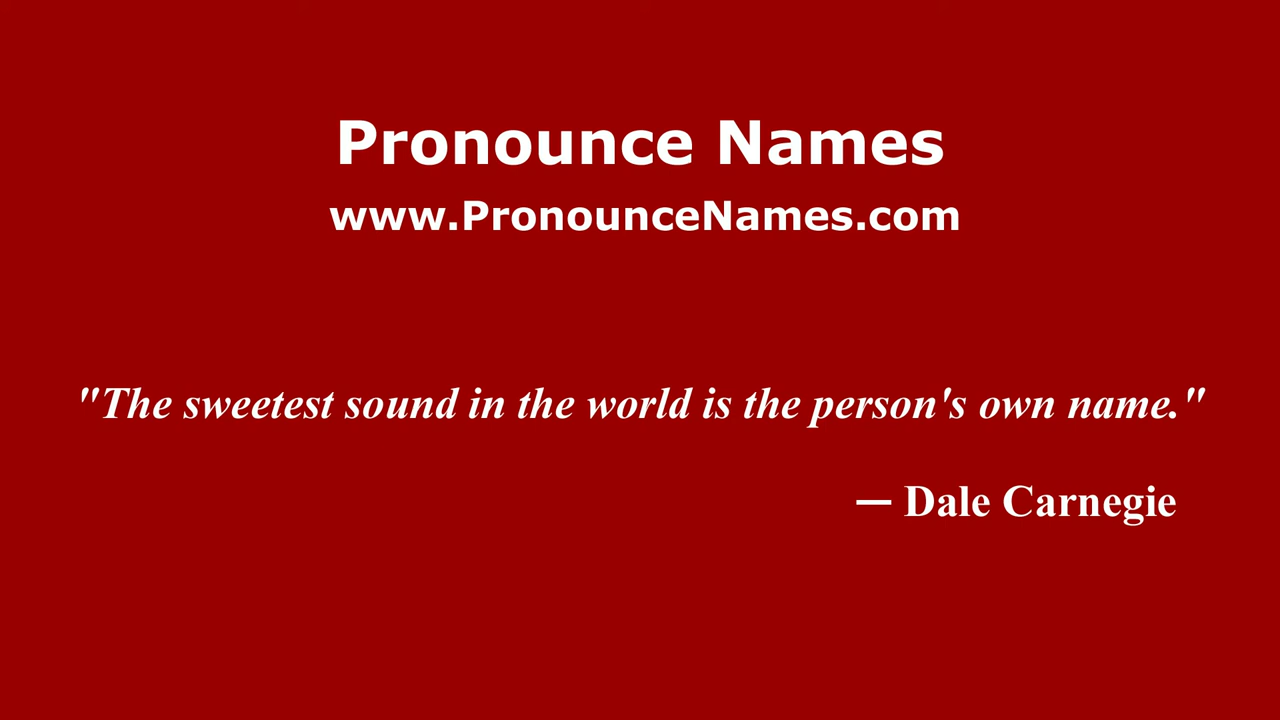 Pronounce Names
www.PronounceNames.com
"The sweetest sound in the world is the person's own name."
— Dale Carnegie